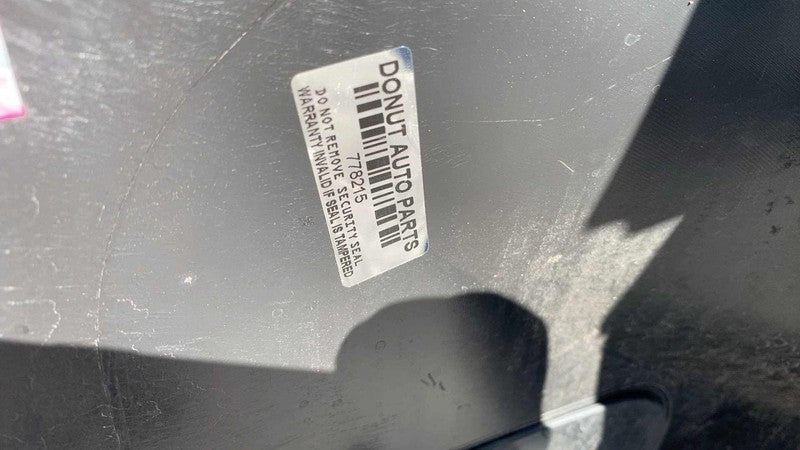 DONUT AUTO PARTS
778215
DO NOT REMOVE. SECURITY SEAL
WARRANTY INVALID IF SEAL IS TAMPERED